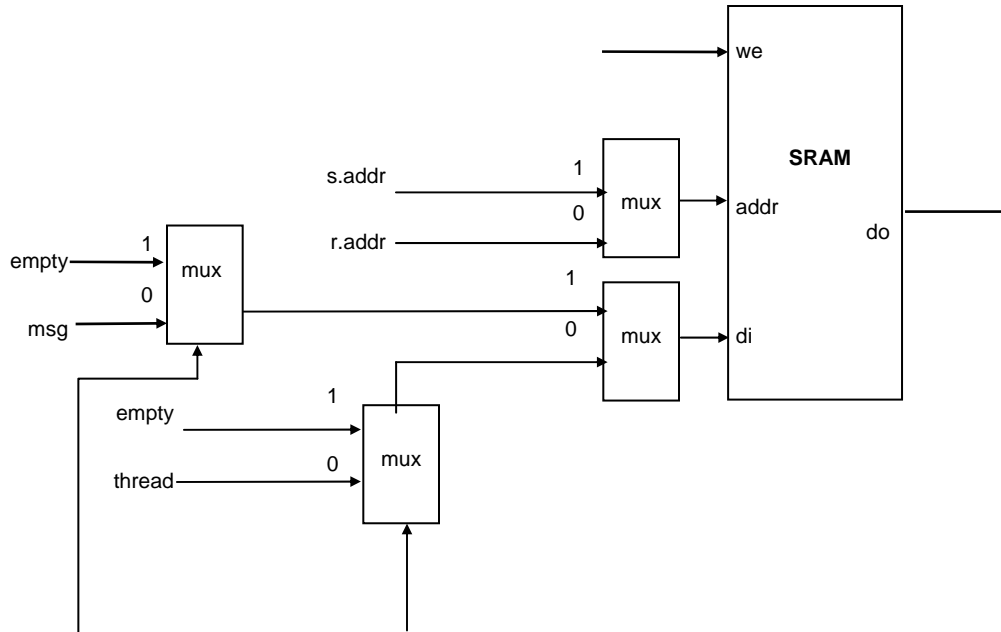 we
SRAM
1
s.addr
mux
addr
0
r.addr
do
1
empty
mux
0
msg
1
0
mux
di
1
empty
mux
0
thread